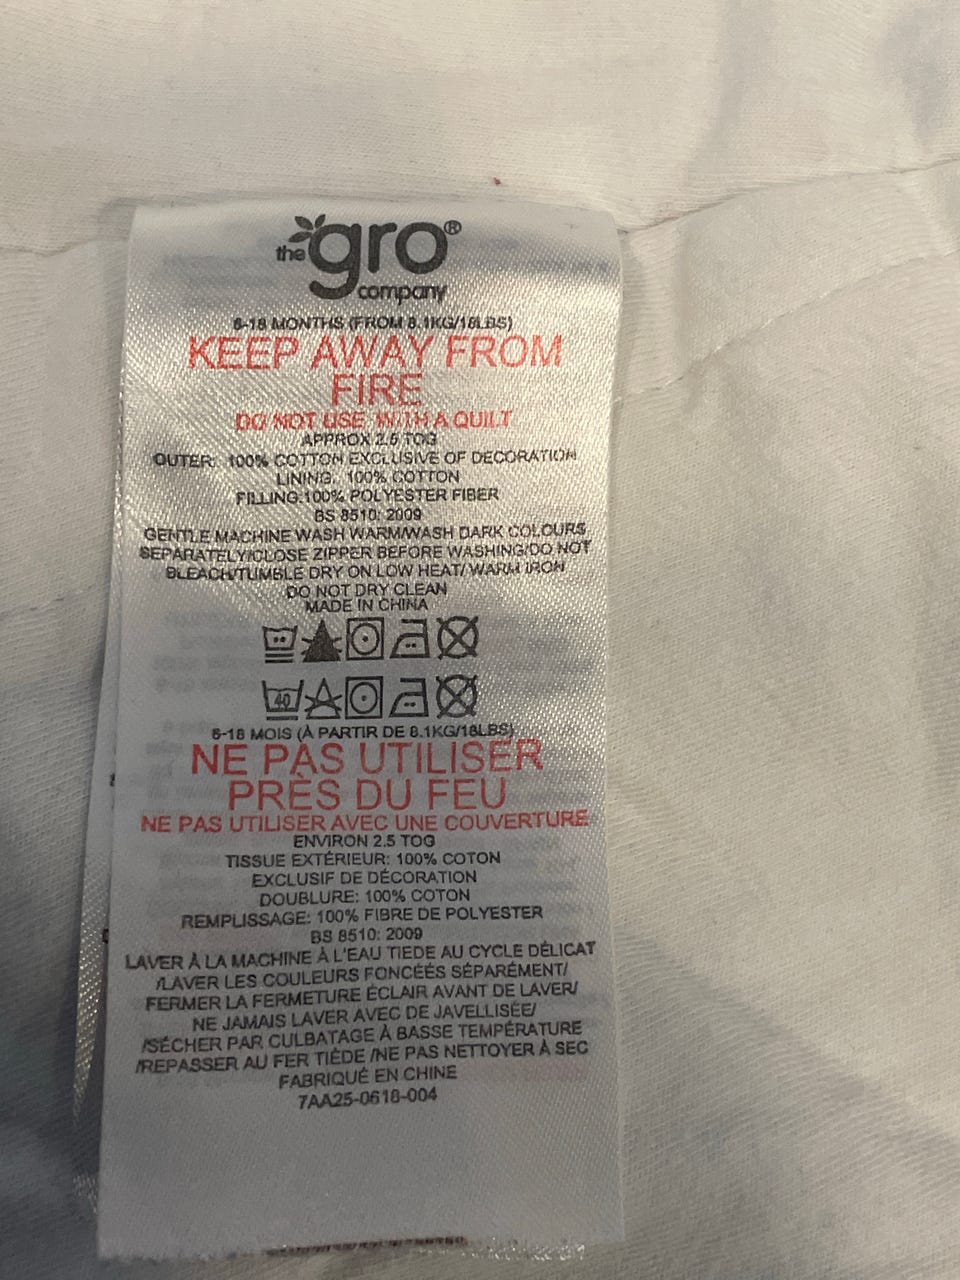 the gro®
company
6-18 MONTHS (FROM 8.1KG/18LBS)
KEEP AWAY FROM
FIRE
DO NOT USE WITH A QUILT
APPROX 2.5 TOG
OUTER: 100% COTTON EXCLUSIVE OF DECORATION
LINING: 100% COTTON
FILLING:100% POLYESTER FIBER
BS 8510: 2009
GENTLE MACHINE WASH WARM/WASH DARK COLOURS
SEPARATELY/CLOSE ZIPPER BEFORE WASHING/DO NOT
BLEACH/TUMBLE DRY ON LOW HEAT/ WARM IRON
DO NOT DRY CLEAN
MADE IN CHINA
40
6-18 MOIS (À PARTIR DE 8.1KG/18LBS)
NE PAS UTILISER
PRÈS DU FEU
NE PAS UTILISER AVEC UNE COUVERTURE
ENVIRON 2.5 TOG
TISSUE EXTÉRIEUR: 100% COTON
EXCLUSIF DE DÉCORATION
DOUBLURE: 100% COTON
REMPLISSAGE: 100% FIBRE DE POLYESTER
BS 8510: 2009
LAVER À LA MACHINE À L'EAU TIEDE AU CYCLE DÉLICAT
/LAVER LES COULEURS FONCÉÉS SÉPARÉMENT/
FERMER LA FERMETURE ÉCLAIR AVANT DE LAVER/
NE JAMAIS LAVER AVEC DE JAVELLISÉE/
/SÉCHER PAR CULBATAGE À BASSE TEMPÉRATURE
/REPASSER AU FER TIÈDE /NE PAS NETTOYER À SEC
FABRIQUÉ EN CHINE
7AA25-0618-004